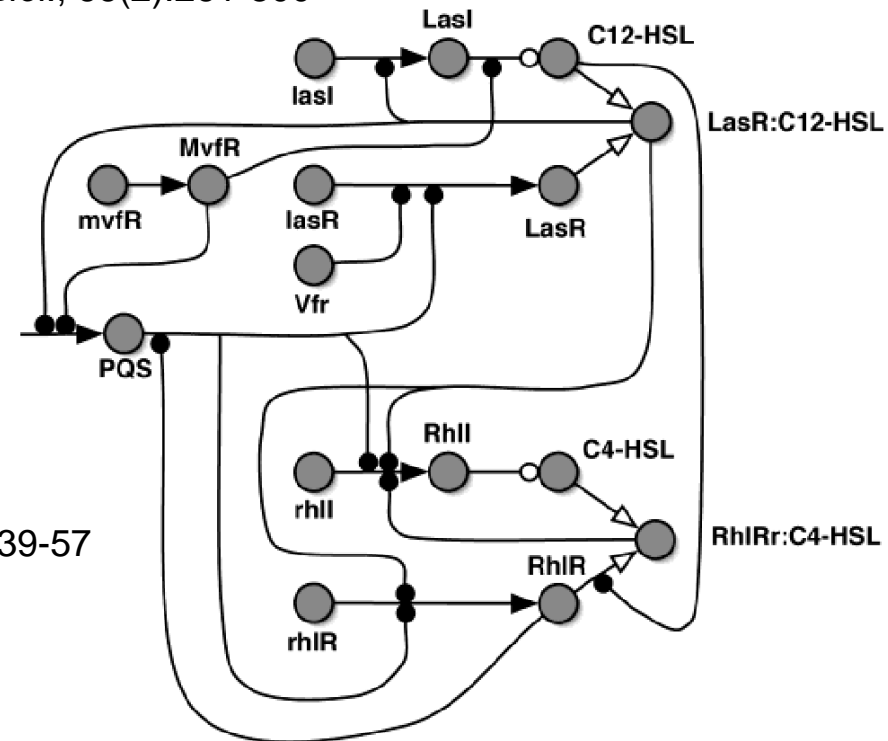 LasI
C12-HSL
lasI
LasR:C12-HSL
MvfR
mvfR
lasR
LasR
Vfr
PQS
RhlI
C4-HSL
rhlI
39-57
RhlRr:C4-HSL
RhlR
rhlR